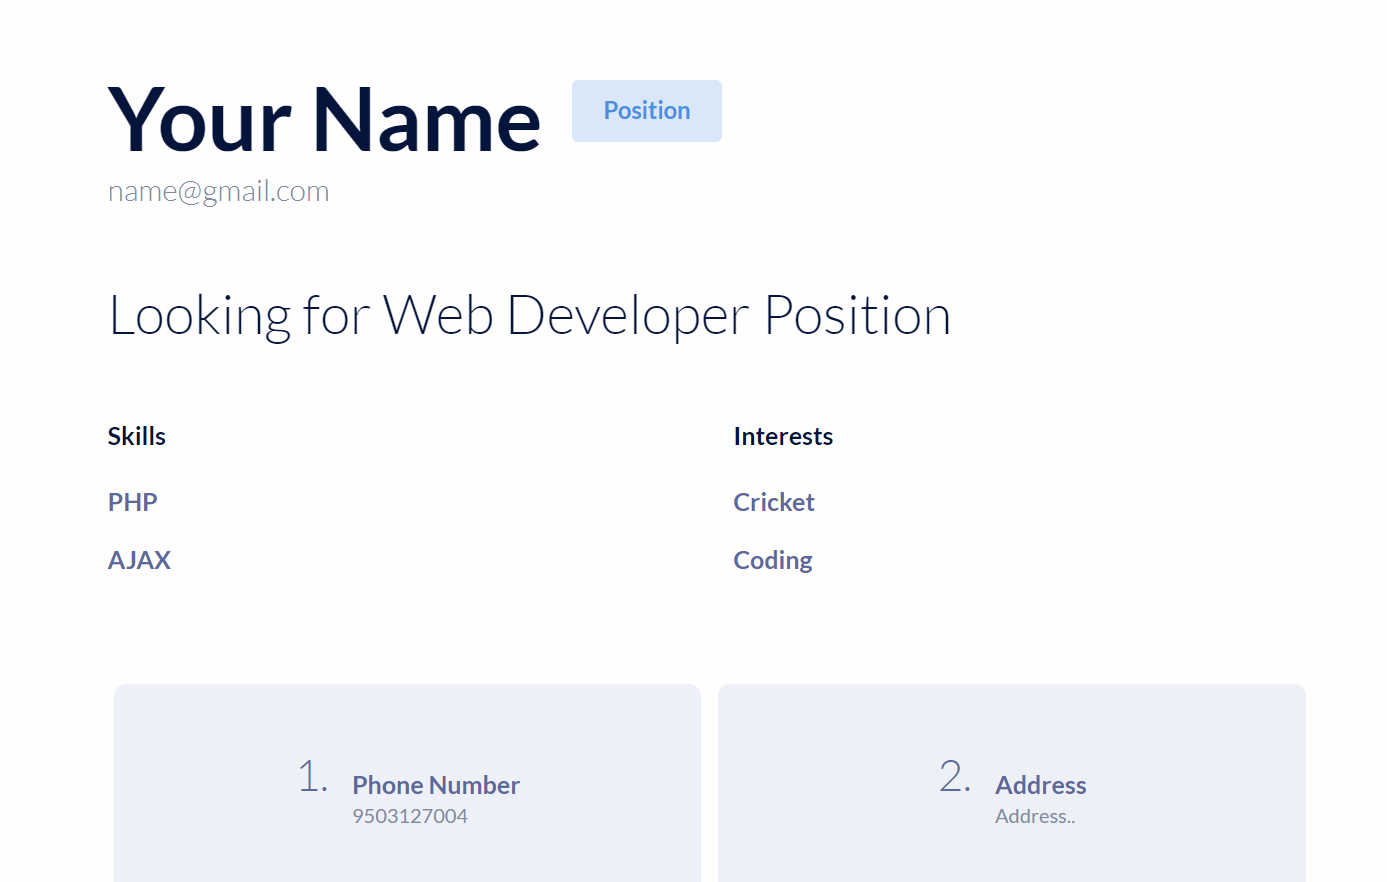 Your Name
Position
name@gmail.com
Looking for Web Developer Position
Skills
PHP
AJAX
Interests
Cricket
Coding
1. Phone Number
9503127004
2. Address
Address..